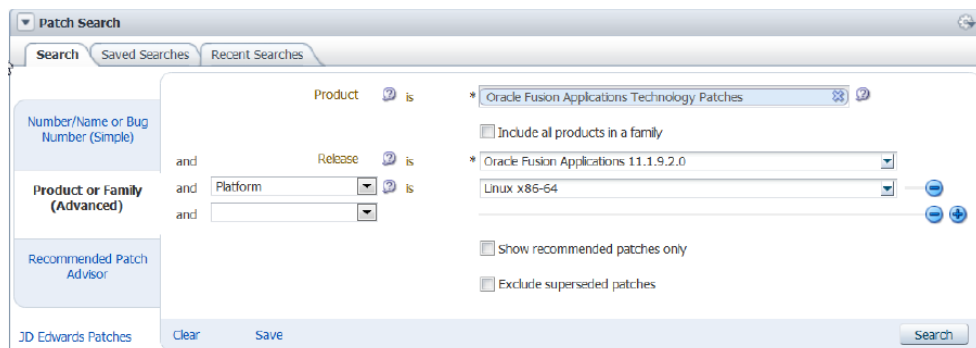 Patch Search
Search Saved Searches Recent Searches
Number/Name or Bug
Number (Simple)
Product or Family
(Advanced)
Recommended Patch
Advisor
JD Edwards Patches
Product is * Oracle Fusion Applications Technology Patches
Include all products in a family
and Release is * Oracle Fusion Applications 11.1.9.2.0
and Platform is Linux x86-64
and
Show recommended patches only
Exclude superseded patches
Clear Save Search